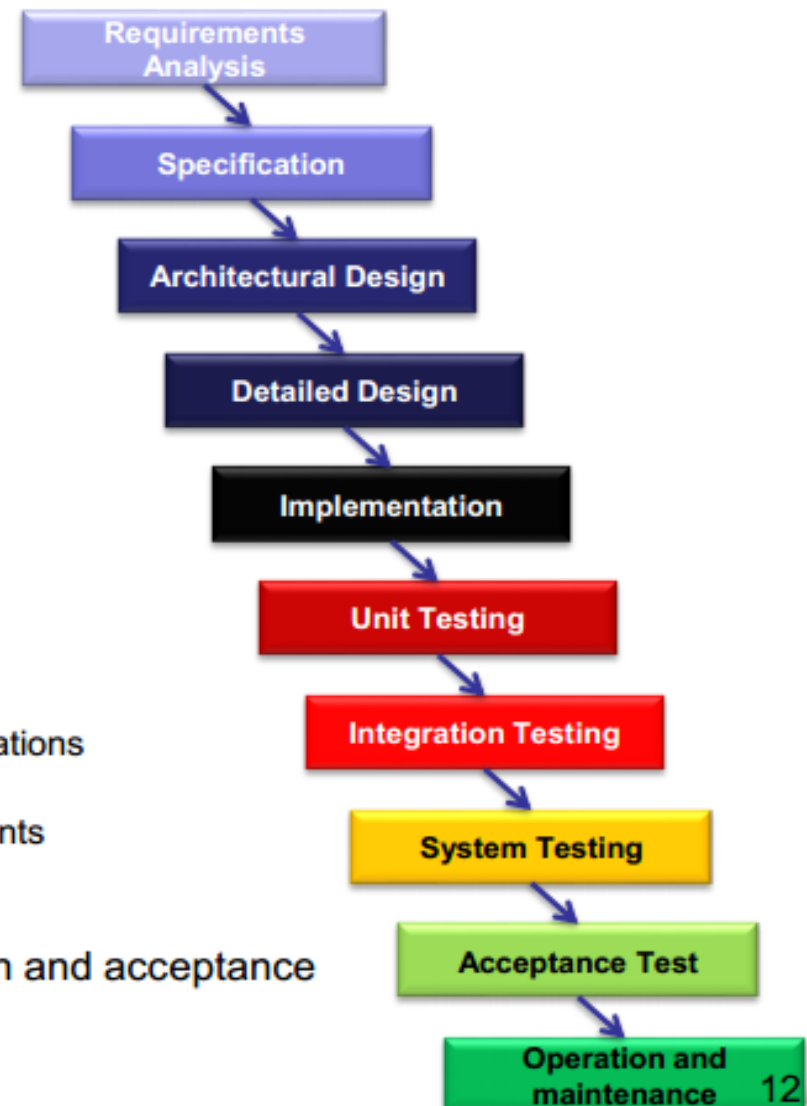 Requirements
Analysis
Specification
Architectural Design
Detailed Design
Implementation
Unit Testing
Integration Testing
ations
System Testing
nts
Acceptance Test
n and acceptance
Operation and
maintenance
12